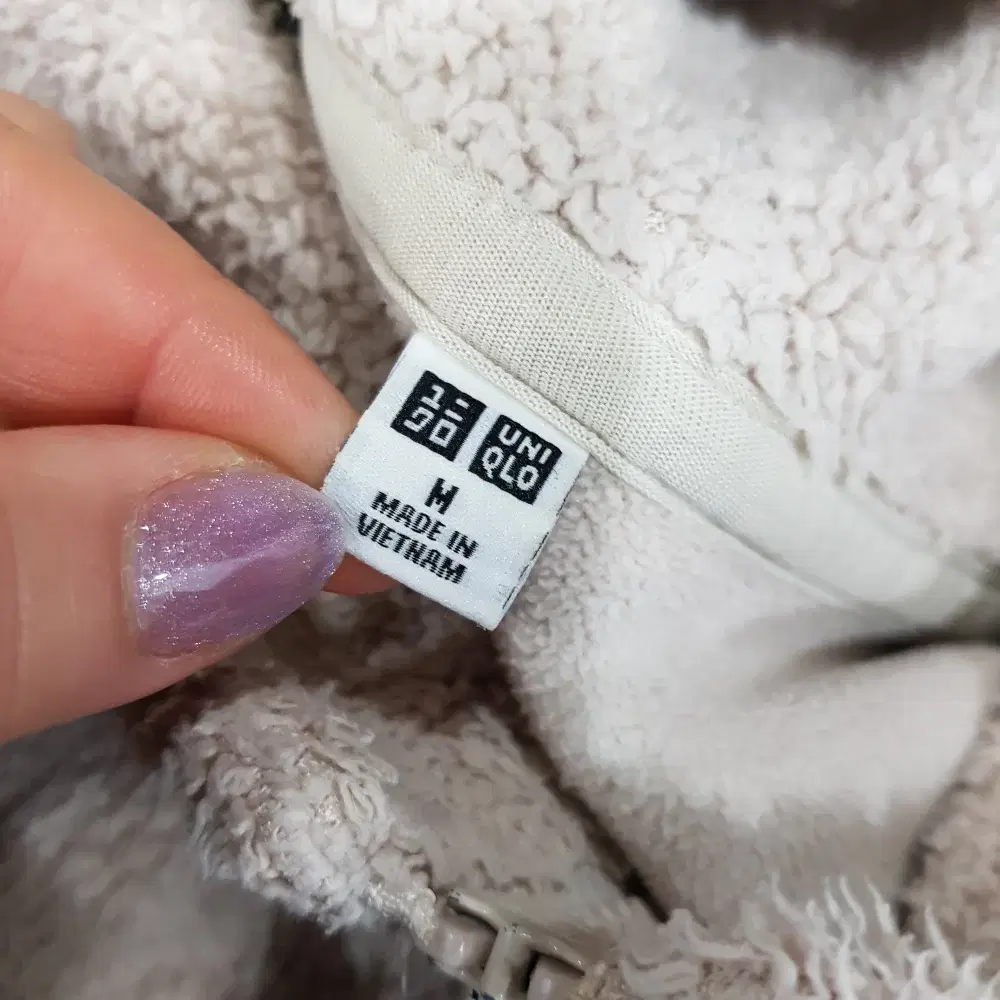 ユニ UNI
クロ QLO
M
MADE IN
VIETNAM